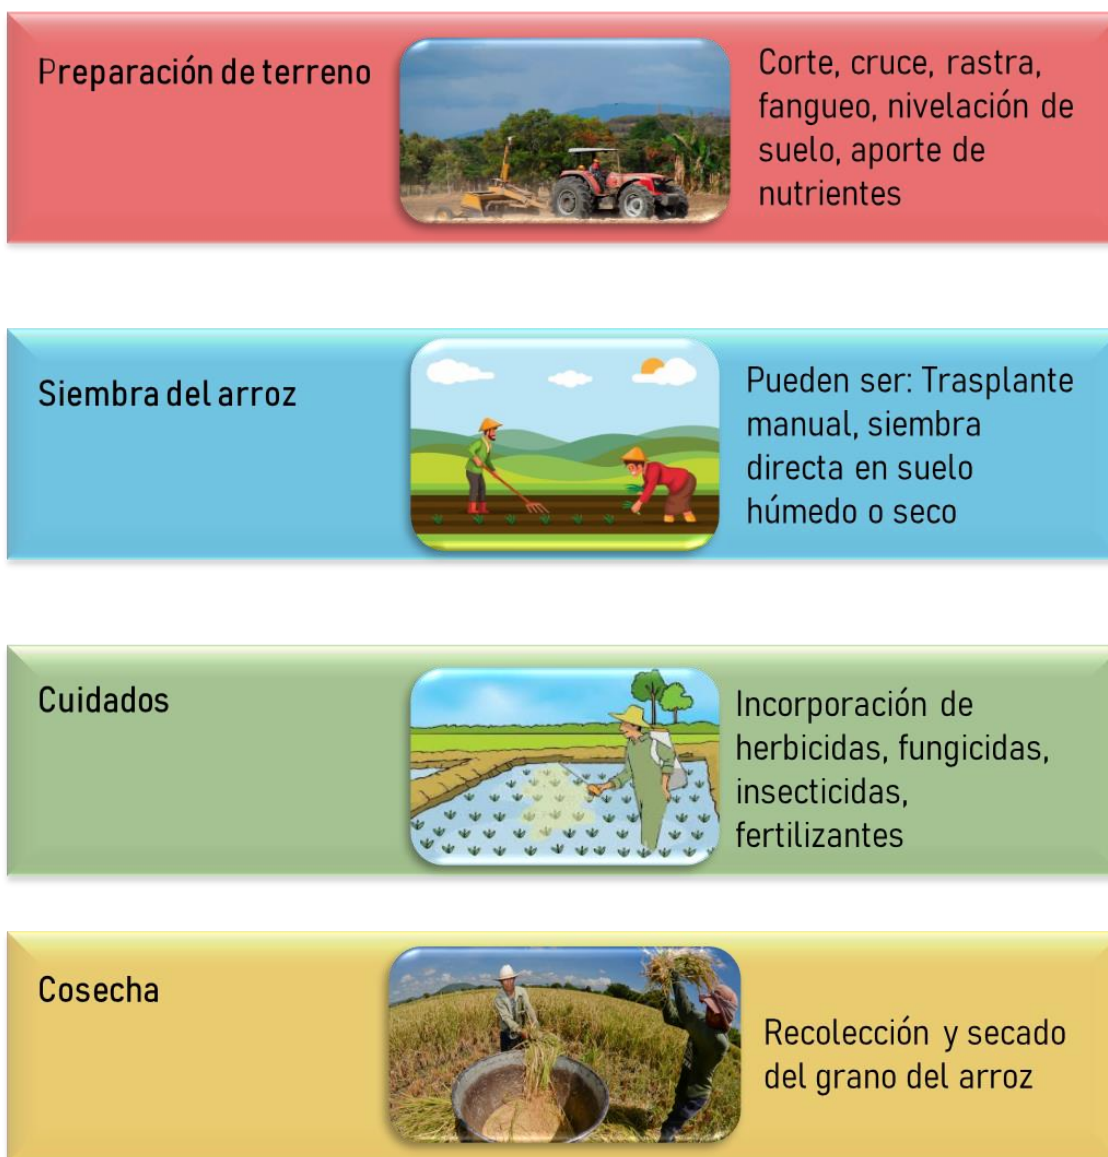 Preparación de terreno
Corte, cruce, rastra,
fangueo, nivelación de
suelo, aporte de
nutrientes
Siembra del arroz
Pueden ser: Trasplante
manual, siembra
directa en suelo
húmedo o seco
Cuidados
Incorporación de
herbicidas, fungicidas,
insecticidas,
fertilizantes
Cosecha
Recolección y secado
del grano del arroz